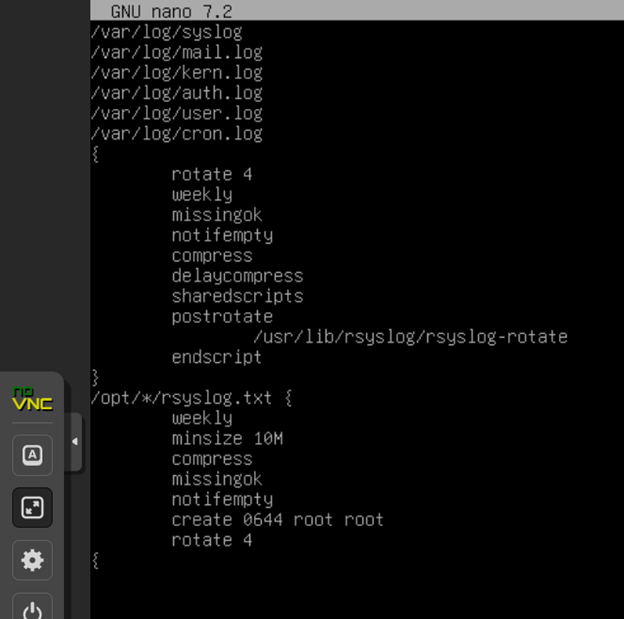 GNU nano 7.2
/var/log/syslog
/var/log/mail.log
/var/log/kern.log
/var/log/auth.log
/var/log/user.log
/var/log/cron.log
{
        rotate 4
        weekly
        missingok
        notifempty
        compress
        delaycompress
        sharedscripts
        postrotate
                /usr/lib/rsyslog/rsyslog-rotate
        endscript
}
/opt/*/rsyslog.txt {
        weekly
        minsize 10M
        compress
        missingok
        notifempty
        create 0644 root root
        rotate 4
{
no
VNC
A